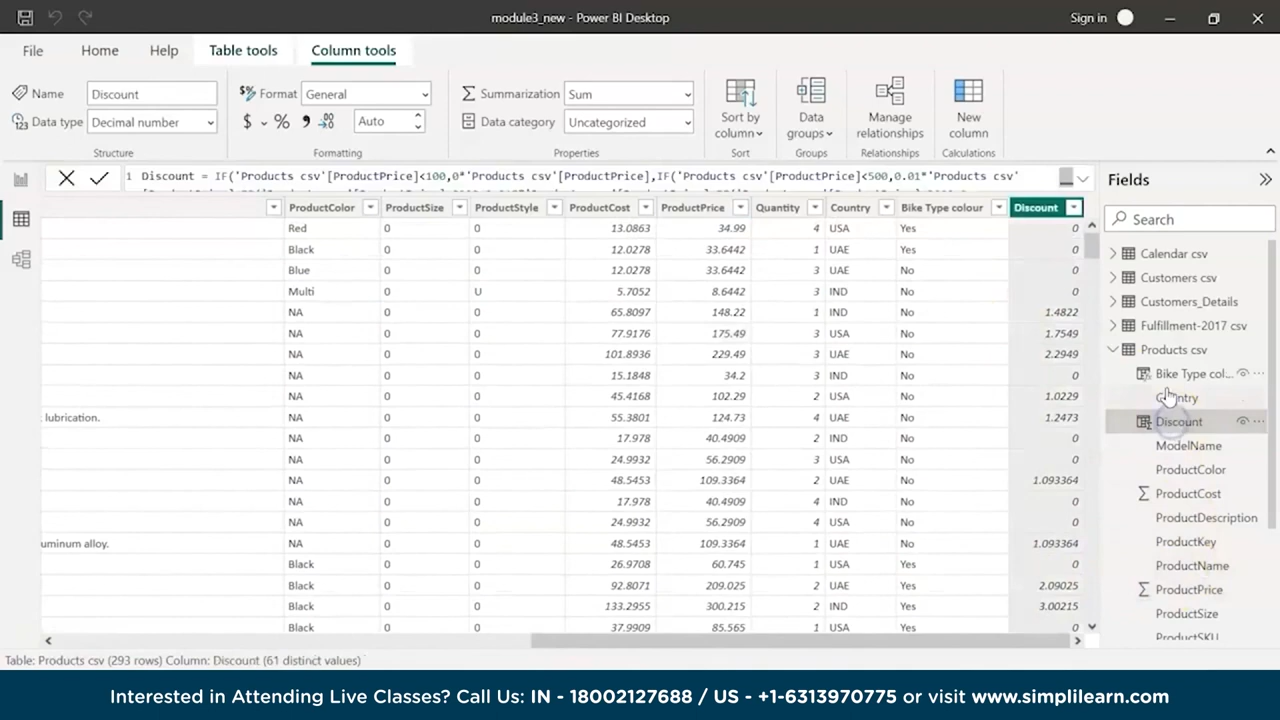 module3_new - Power BI Desktop
Sign in
File Home Help Table tools Column tools
Name Discount
Format General
Summarization Sum
Data type Decimal number
$ % Auto
Data category Uncategorized
Sort by column
Data groups
Manage relationships
New column
Structure Formatting Properties Sort Groups Relationships Calculations
1 Discount = IF('Products csv'[ProductPrice]<100,0*'Products csv'[ProductPrice],IF('Products csv'[ProductPrice]<500,0.01*'Products csv'
ProductColor ProductSize ProductStyle ProductCost ProductPrice Quantity Country Bike Type colour Discount
Red 0 0 13.0863 34.99 4 USA Yes 0
Black 0 0 12.0278 33.6442 1 UAE Yes 0
Blue 0 0 12.0278 33.6442 3 UAE No 0
Multi 0 U 5.7052 8.6442 3 IND No 0
NA 0 0 65.8097 148.22 1 IND No 1.4822
NA 0 0 77.9176 175.49 3 USA No 1.7549
NA 0 0 101.8936 229.49 3 UAE No 2.2949
NA 0 0 15.1848 34.2 3 IND No 0
NA 0 0 45.4168 102.29 2 USA No 1.0229
lubrication. NA 0 0 55.3801 124.73 4 UAE No 1.2473
NA 0 0 17.978 40.4909 2 IND No 0
NA 0 0 24.9932 56.2909 3 USA No 0
NA 0 0 48.5453 109.3364 2 UAE No 1.093364
NA 0 0 17.978 40.4909 4 IND No 0
NA 0 0 24.9932 56.2909 4 USA No 0
uminum alloy. NA 0 0 48.5453 109.3364 1 UAE No 1.093364
Black 0 0 26.9708 60.745 1 USA Yes 0
Black 0 0 92.8071 209.025 2 UAE Yes 2.09025
Black 0 0 133.2955 300.215 2 IND Yes 3.00215
Black 0 0 37.9909 85.565 1 USA Yes 0
Fields
Search
Calendar csv
Customers csv
Customers_Details
Fulfillment-2017 csv
Products csv
Bike Type col...
Country
Discount
ModelName
ProductColor
ProductCost
ProductDescription
ProductKey
ProductName
ProductPrice
ProductSize
ProductSKU
Table: Products csv (293 rows) Column: Discount (61 distinct values)
Interested in Attending Live Classes? Call Us: IN - 18002127688 / US - +1-6313970775 or visit www.simplilearn.com